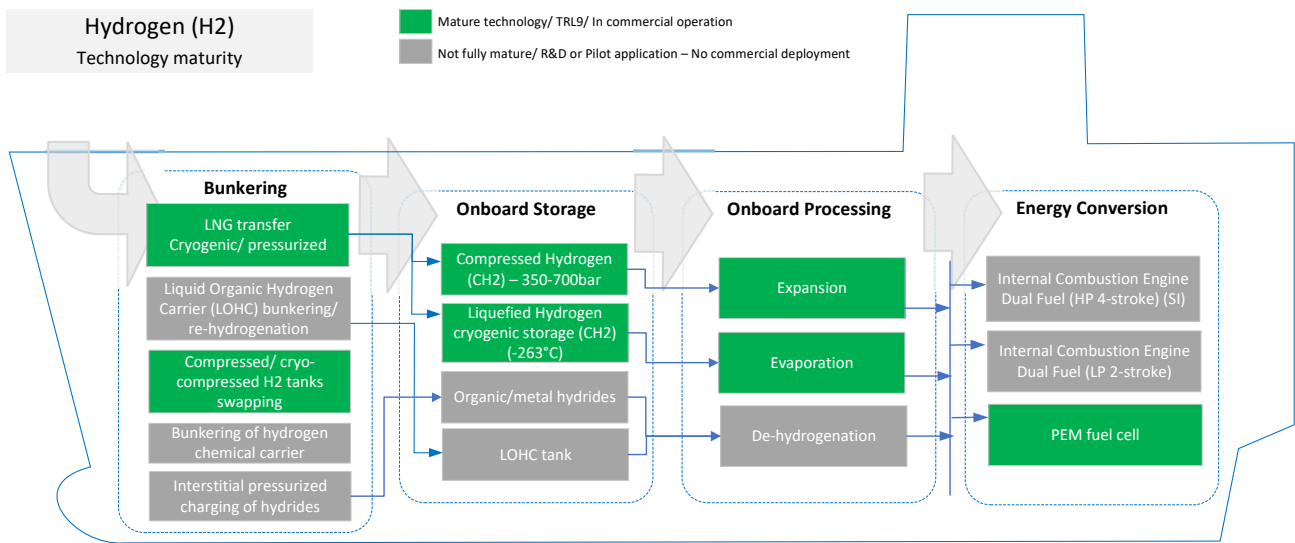 Hydrogen (H2)
Technology maturity
Mature technology/ TRL9/ In commercial operation
Not fully mature/ R&D or Pilot application – No commercial deployment
Bunkering
LNG transfer
Cryogenic/ pressurized
Liquid Organic Hydrogen
Carrier (LOHC) bunkering/
re-hydrogenation
Compressed/ cryo-
compressed H2 tanks
swapping
Bunkering of hydrogen
chemical carrier
Interstitial pressurized
charging of hydrides
Onboard Storage
Compressed Hydrogen
(CH2) – 350-700bar
Liquefied Hydrogen
cryogenic storage (CH2)
(-263°C)
Organic/metal hydrides
LOHC tank
Onboard Processing
Expansion
Evaporation
De-hydrogenation
Energy Conversion
Internal Combustion Engine
Dual Fuel (HP 4-stroke) (SI)
Internal Combustion Engine
Dual Fuel (LP 2-stroke)
PEM fuel cell